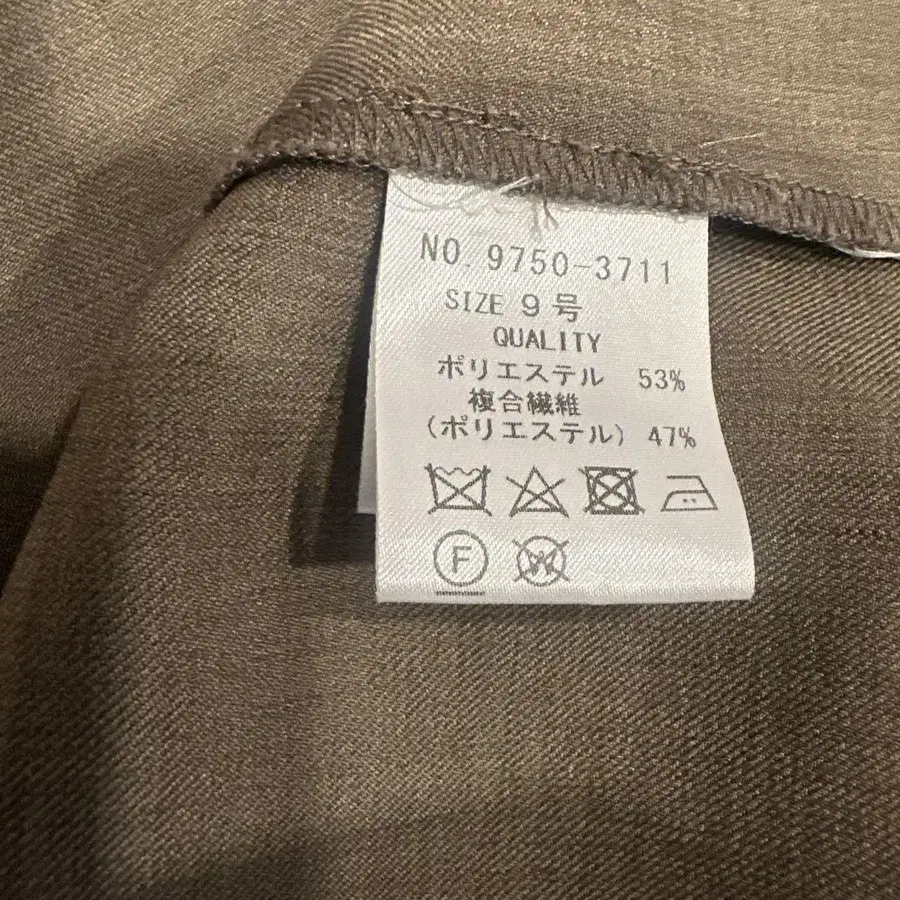 NO. 9750-3711
SIZE 9 号
QUALITY
ポリエステル 53%
複合繊維
(ポリエステル) 47%
F W